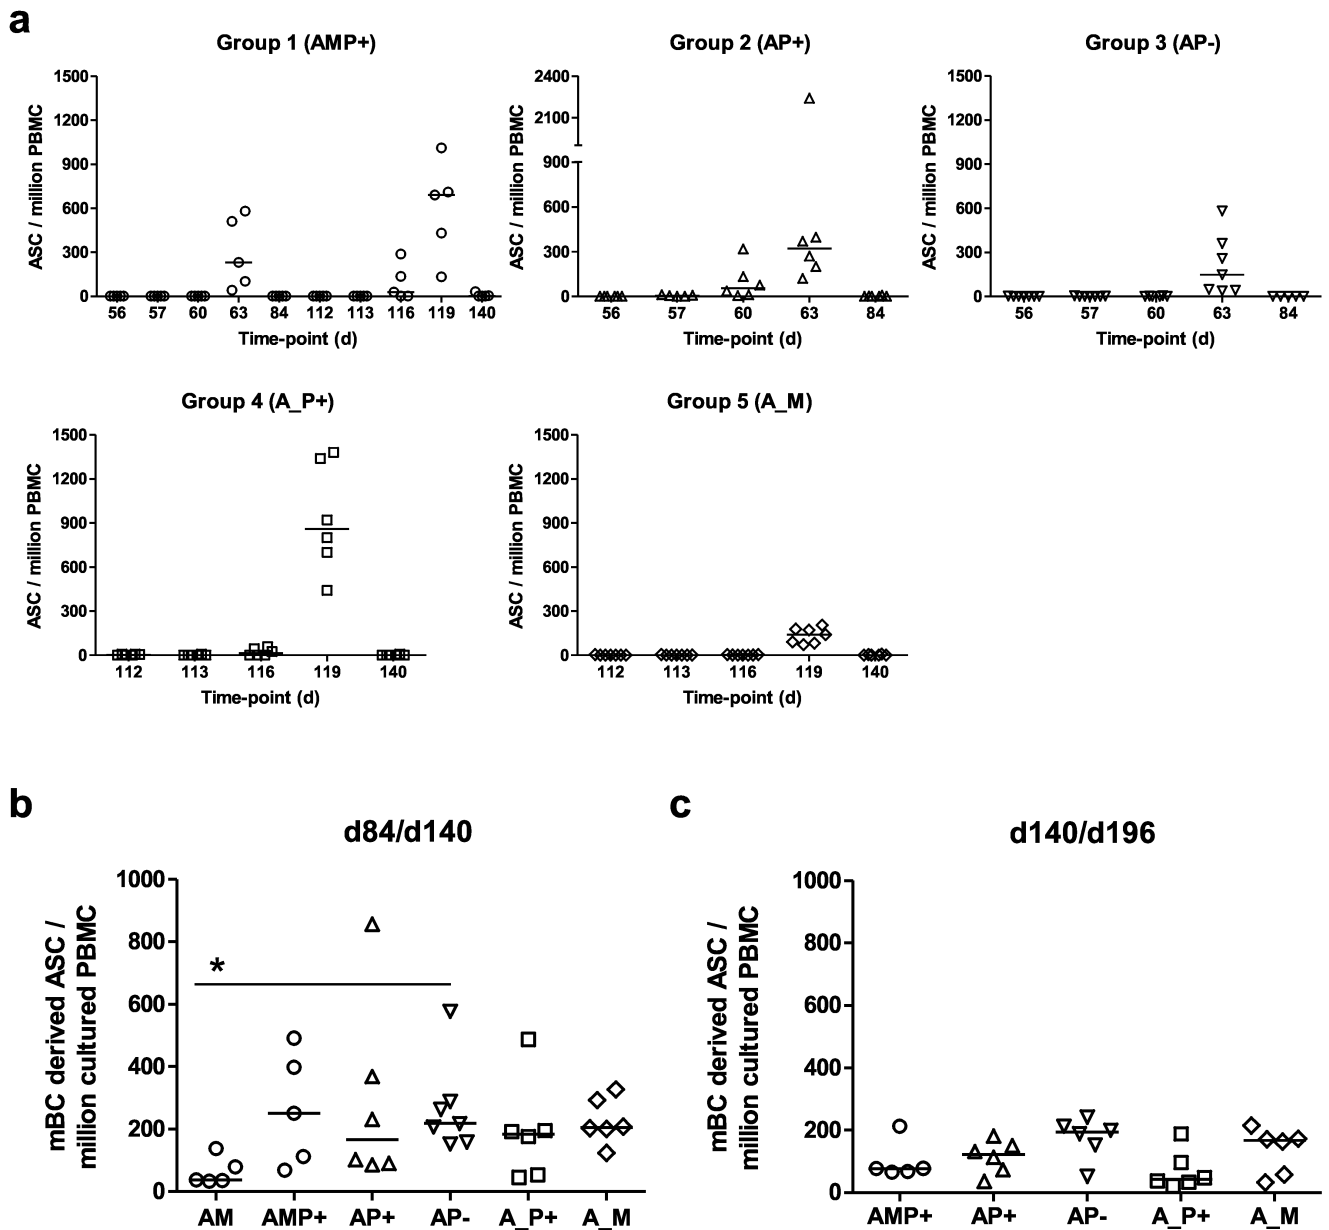 a
Group 1 (AMP+)
ASC / million PBMC
1500
1200
900
600
300
0
56 57 60 63 84 112 113 116 119 140
Time-point (d)
Group 2 (AP+)
ASC / million PBMC
2400
2100
900
600
300
0
56 57 60 63 84
Time-point (d)
Group 3 (AP-)
ASC / million PBMC
1500
1200
900
600
300
0
56 57 60 63 84
Time-point (d)
Group 4 (A_P+)
ASC / million PBMC
1500
1200
900
600
300
0
112 113 116 119 140
Time-point (d)
Group 5 (A_M)
ASC / million PBMC
1500
1200
900
600
300
0
112 113 116 119 140
Time-point (d)
b
d84/d140
mBC derived ASC /
million cultured PBMC
1000
800
600
400
200
0
*
AM AMP+ AP+ AP- A_P+ A_M
c
d140/d196
mBC derived ASC /
million cultured PBMC
1000
800
600
400
200
0
AMP+ AP+ AP- A_P+ A_M